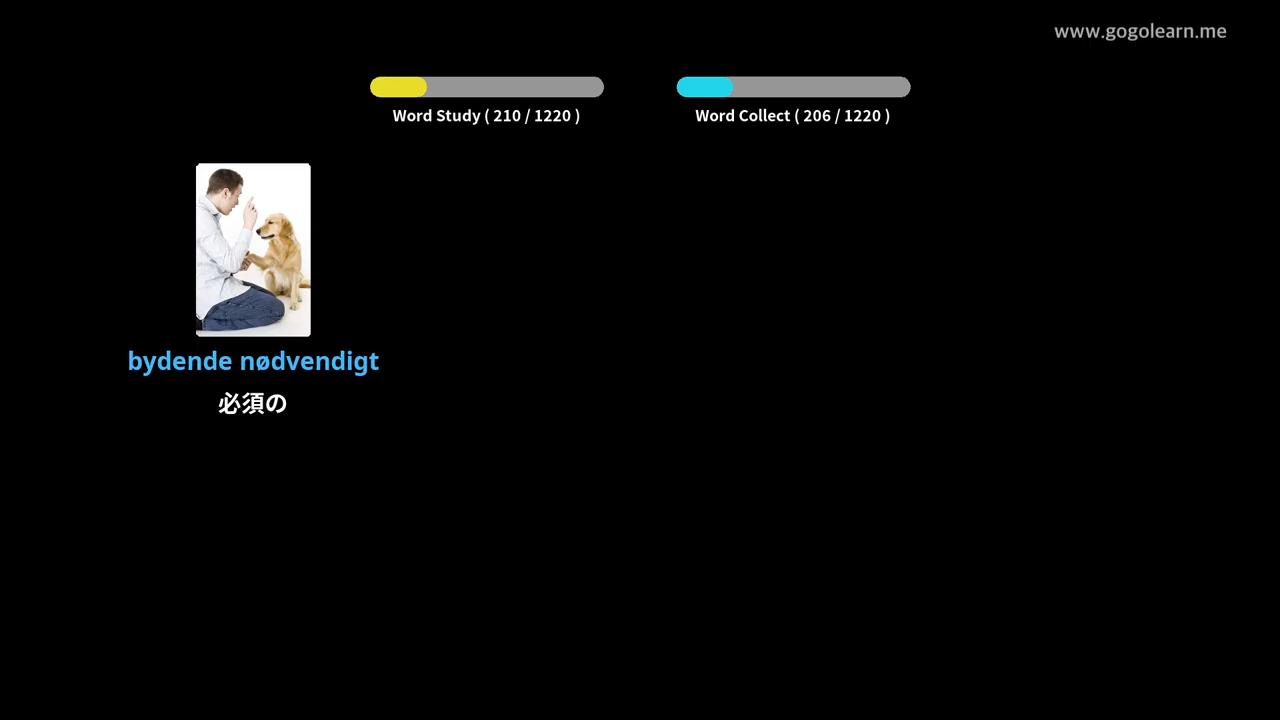 www.gogolearn.me
Word Study ( 210 / 1220 )
Word Collect ( 206 / 1220 )
bydende nødvendigt
必須の